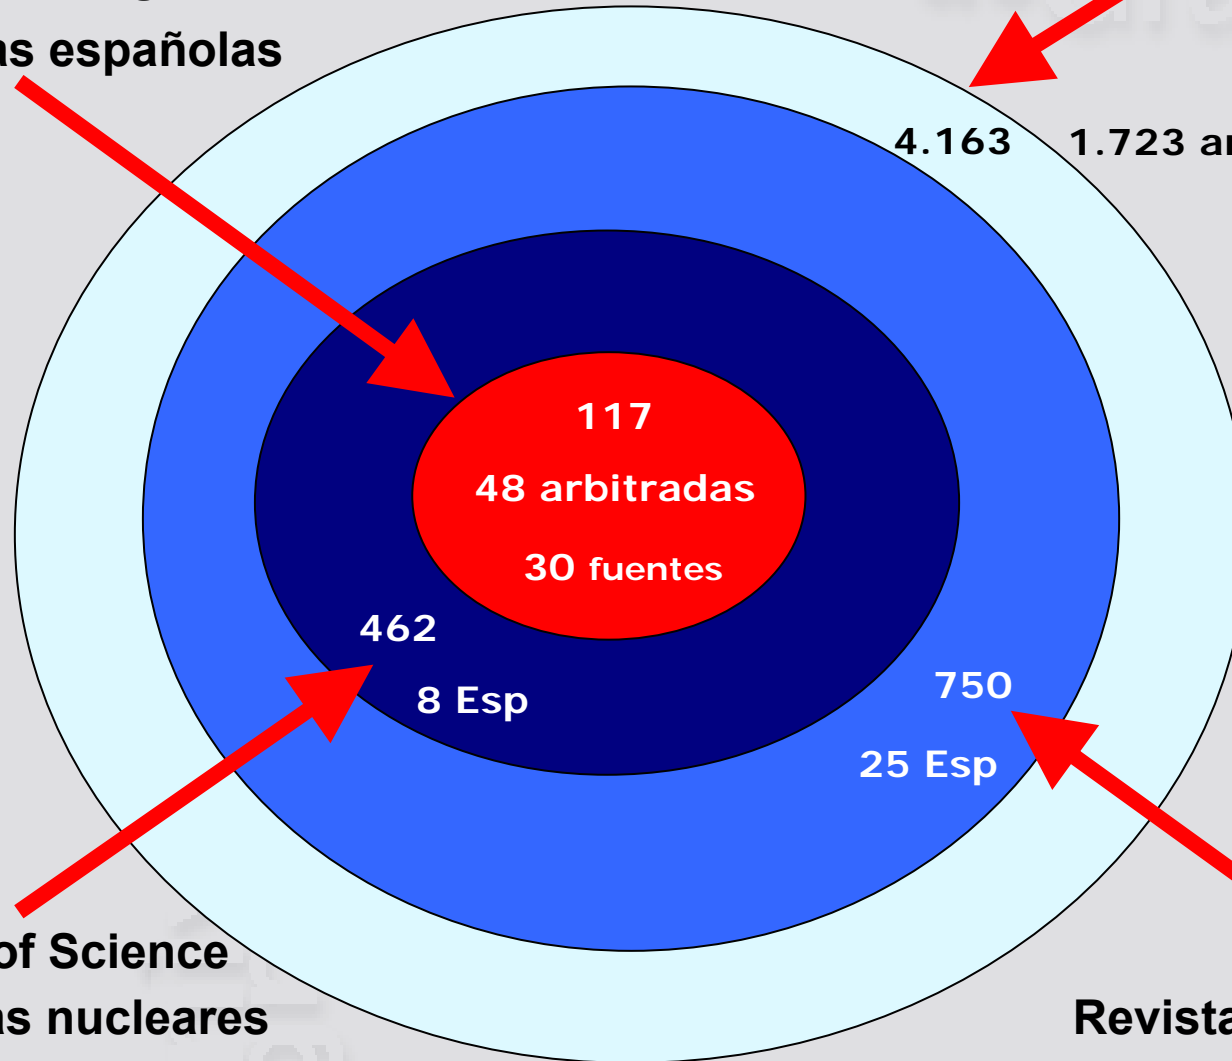 as españolas
4.163 1.723
117
48 arbitradas
30 fuentes
462
8 Esp
750
25 Esp
of Science
as nucleares
Revista